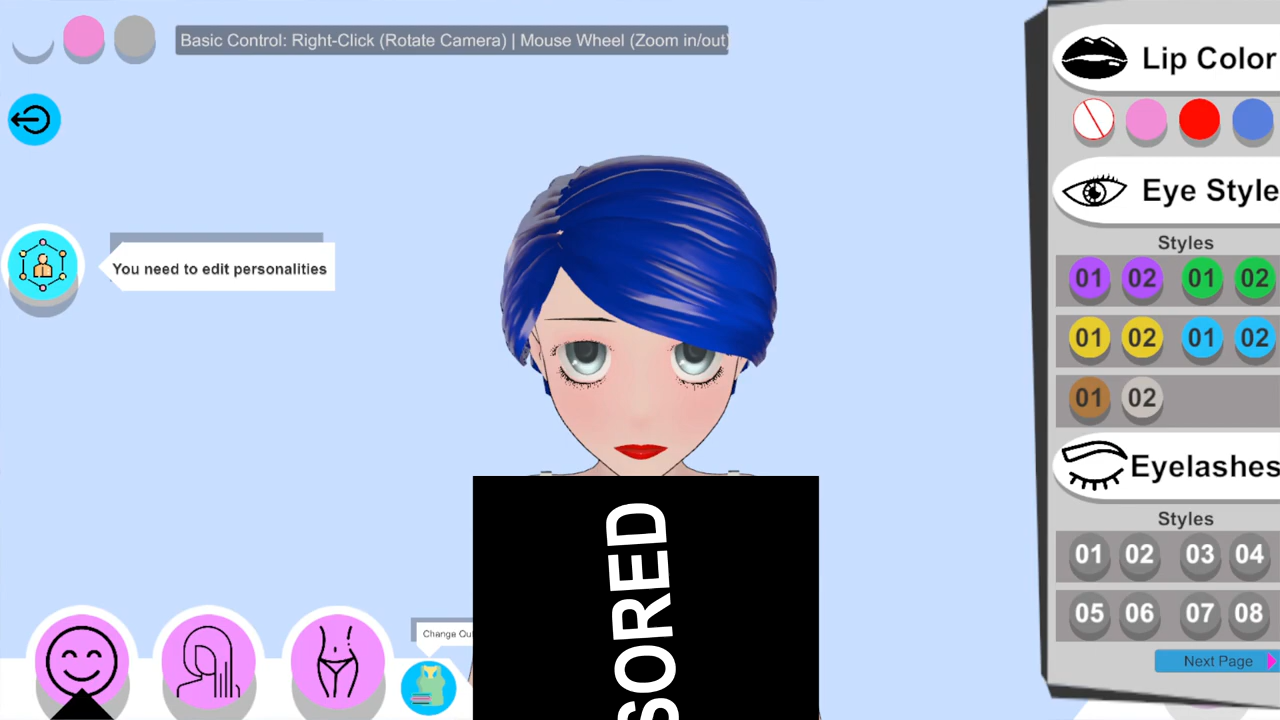 Basic Control: Right-Click (Rotate Camera) | Mouse Wheel (Zoom in/out)
You need to edit personalities
Lip Color
Eye Style
Styles
01 02 01 02
01 02 01 02
01 02
Eyelashes
Styles
01 02 03 04
05 06 07 08
Next Page
Change Ou
SORED